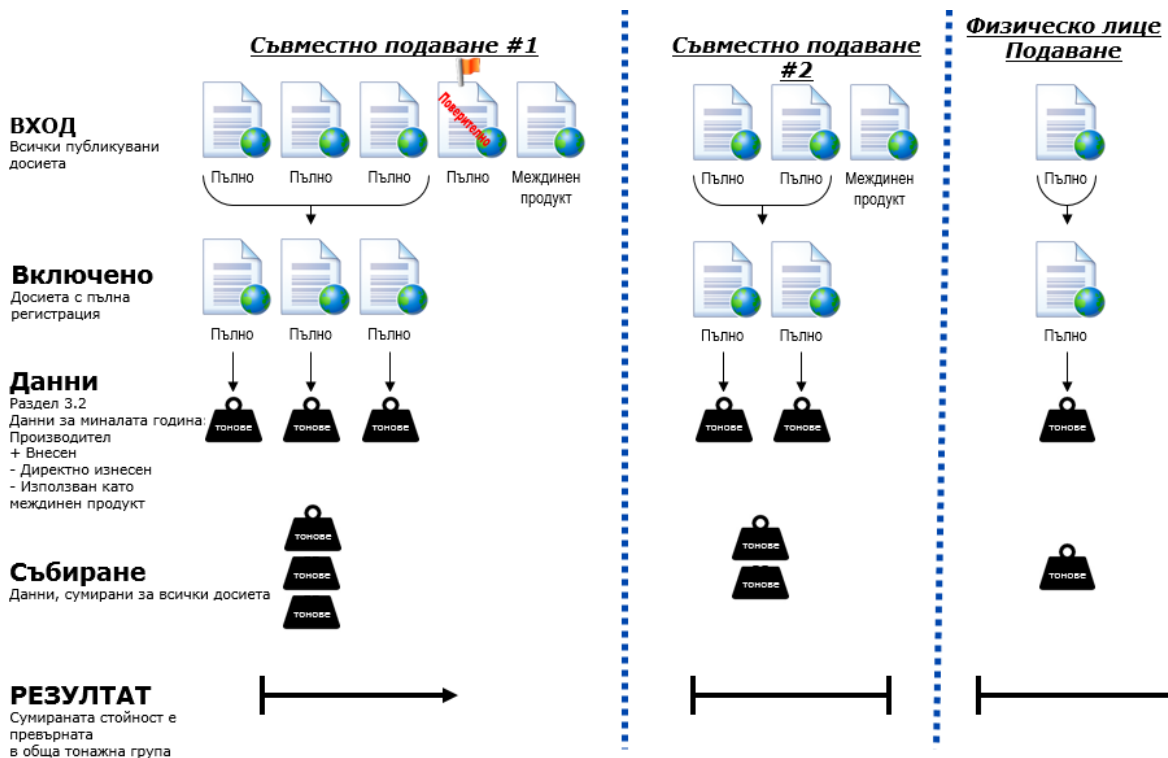 Съвместно подаване #1
Съвместно подаване
#2
Физическо лице
Подаване
ВХОД
Всички публикувани
досиета
Поверително
Пълно
Пълно
Пълно
Пълно
Междинен
продукт
Пълно
Пълно
Междинен
продукт
Пълно
Включено
Досиета с пълна
регистрация
Пълно
Пълно
Пълно
Пълно
Пълно
Пълно
Данни
Раздел 3.2
Данни за миналата година:
Производител
+ Внесен
- Директно изнесен
- Използван като
междинен продукт
тонове
тонове
тонове
тонове
тонове
тонове
Събиране
Данни, сумирани за всички досиета
тонове
тонове
тонове
тонове
тонове
тонове
РЕЗУЛТАТ
Сумираната стойност е
превърната
в обща тонажна група